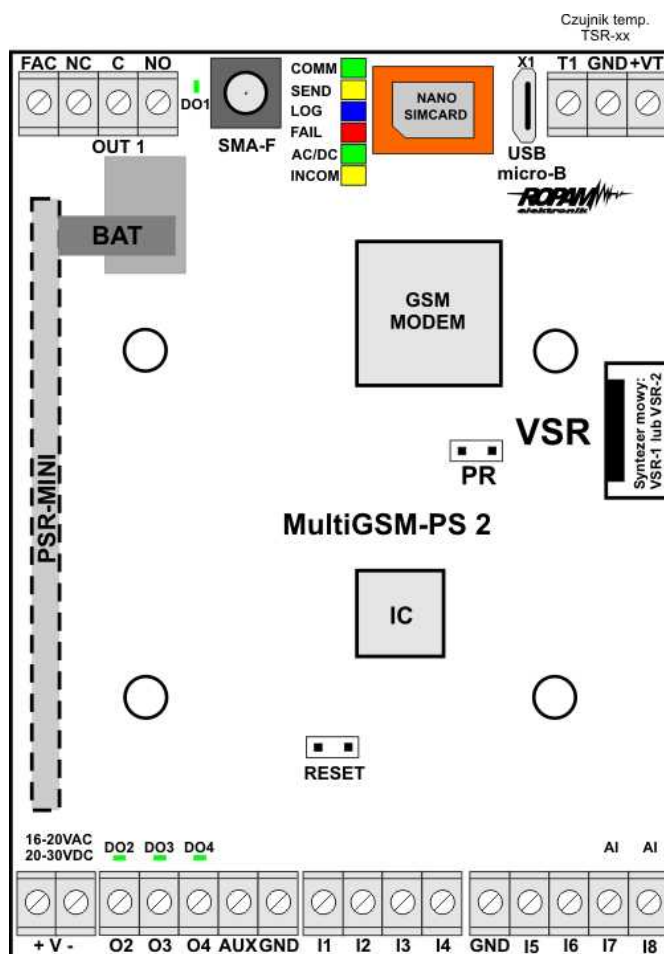 Czujnik temp.
TSR-xx
FAC NC C NO
DO1
OUT 1
SMA-F
COMM
SEND
LOG
FAIL
AC/DC
INCOM
NANO
SIMCARD
X1
USB
micro-B
T1 GND +VT
ROPAM
elektronik
BAT
GSM
MODEM
VSR
Syntezer mowy:
VSR-1 lub VSR-2
PR
PSR-MINI
MultiGSM-PS 2
IC
RESET
16-20VAC
20-30VDC
DO2 DO3 DO4
AI AI
+ V - O2 O3 O4 AUX GND I1 I2 I3 I4 GND I5 I6 I7 I8